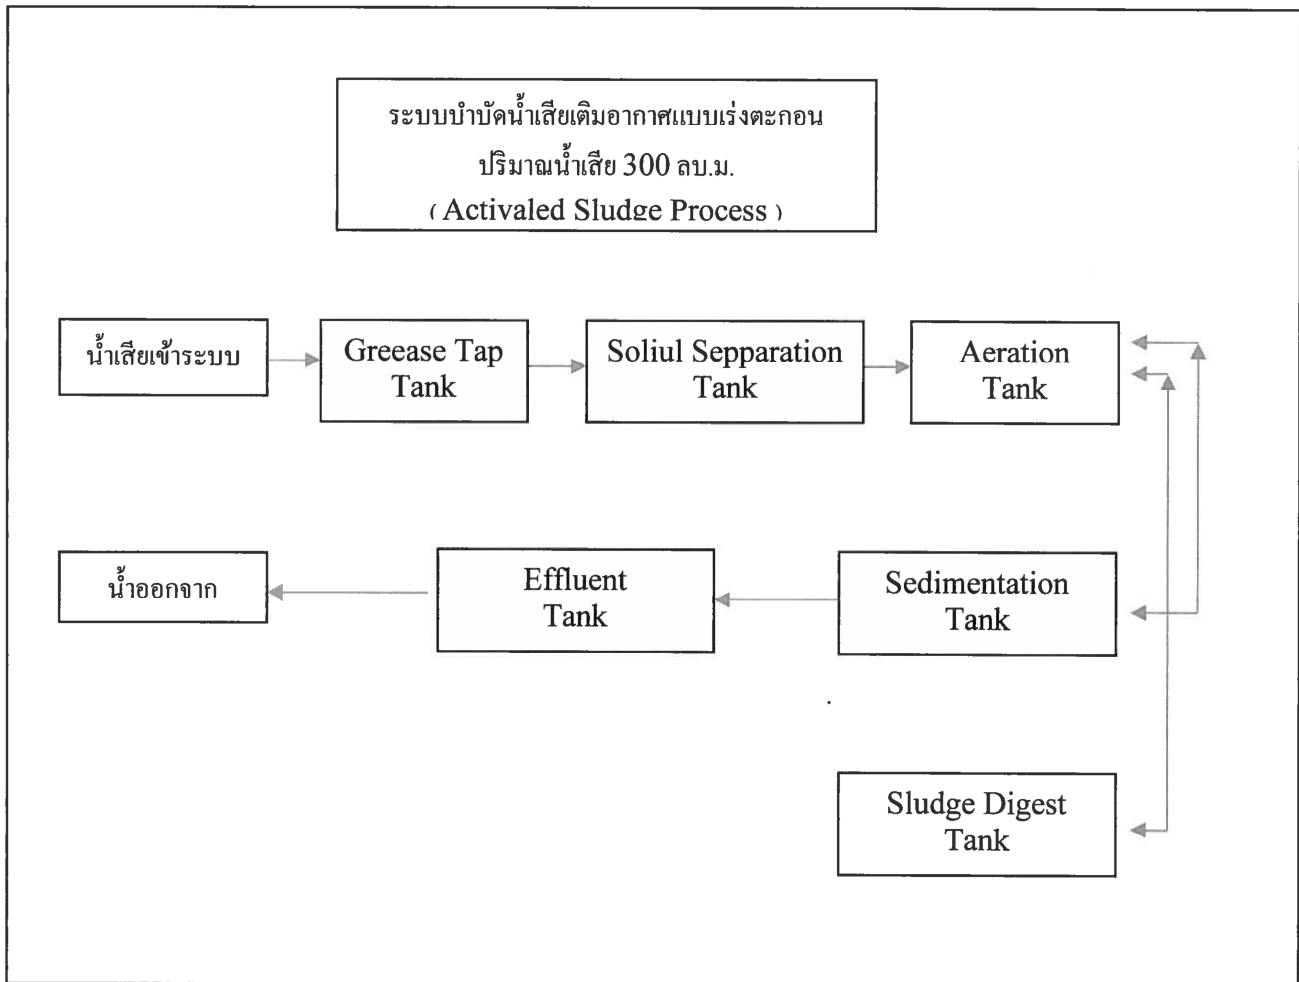 ระบบบำบัดน้ำเสียเติมอากาศแบบเร่งตะกอน
ปริมาณน้ำเสีย 300 ลบ.ม.
( Activaled Sludge Process )
น้ำเสียเข้าระบบ
Greease Tap
Tank
Soliul Sepparation
Tank
Aeration
Tank
น้ำออกจาก
Effluent
Tank
Sedimentation
Tank
Sludge Digest
Tank